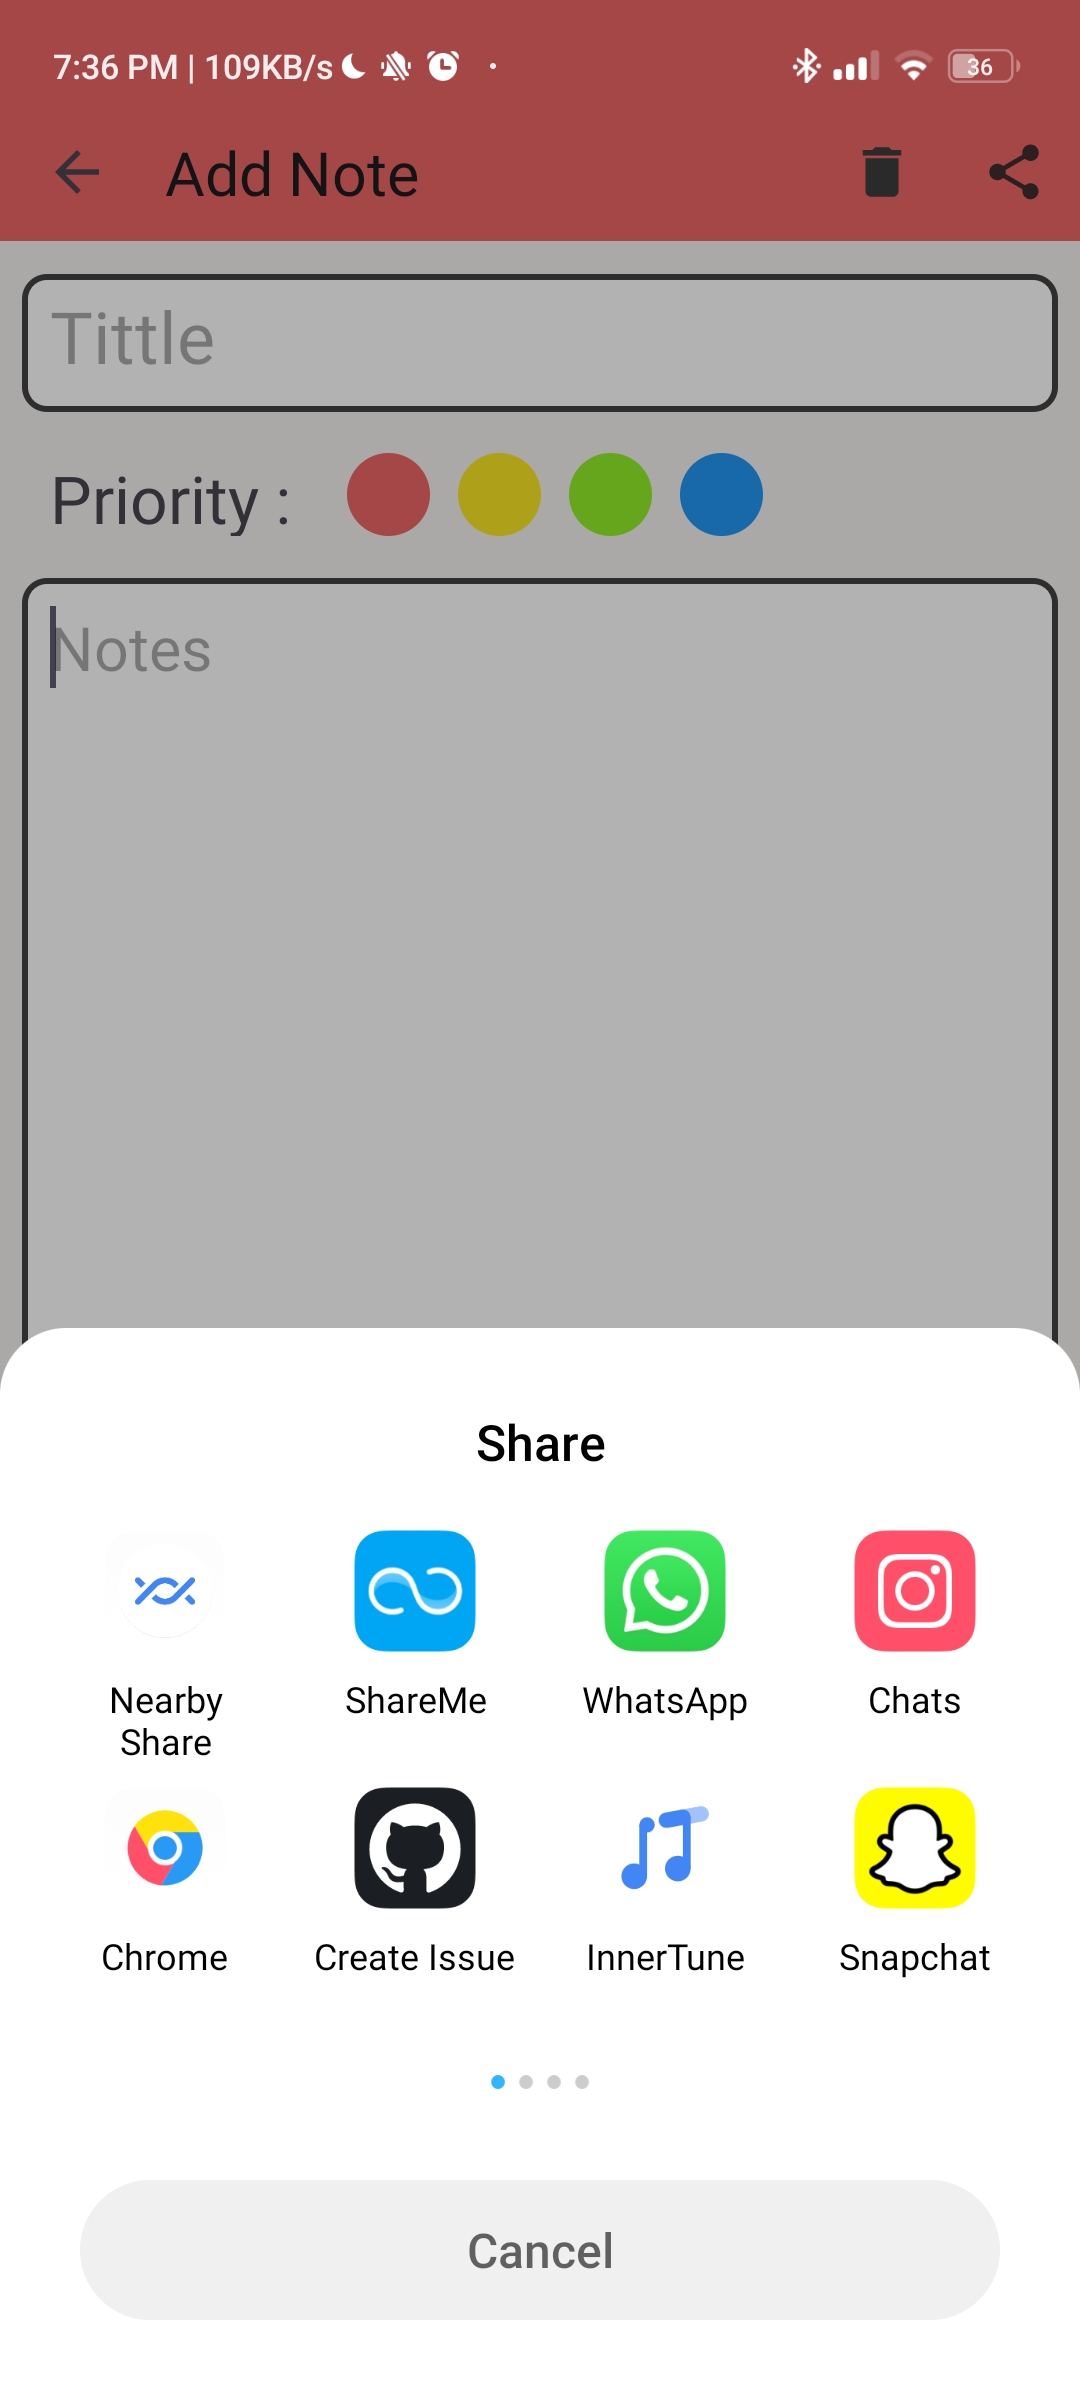 7:36 PM | 109KB/s
36
Add Note
Tittle
Priority :
Notes
Share
Nearby
Share
ShareMe
WhatsApp
Chats
Chrome
Create Issue
InnerTune
Snapchat
Cancel